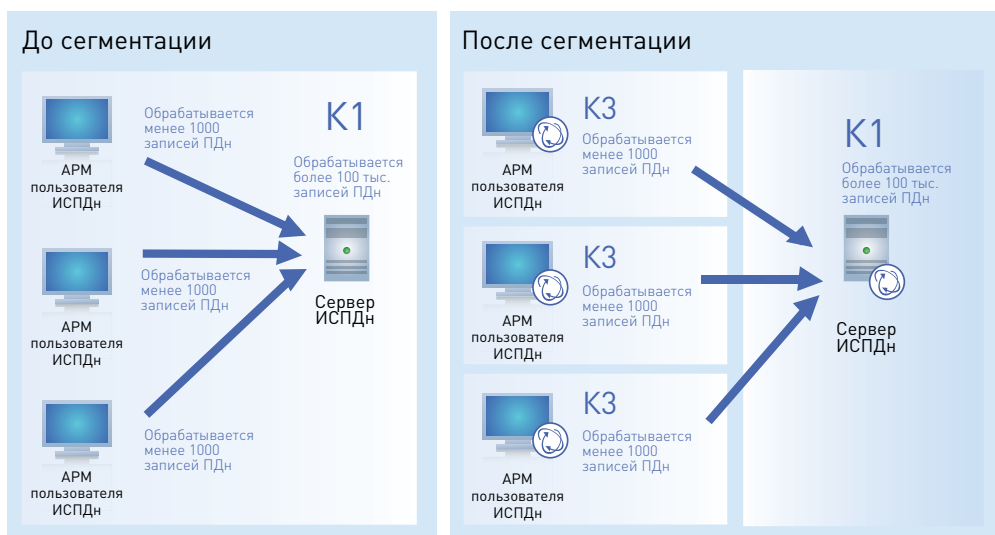 До сегментации
Обрабатывается
менее 1000
записей ПДн
АРМ
пользователя
ИСПДн
К1
Обрабатывается
более 100 тыс.
записей ПДн
Сервер
ИСПДн
Обрабатывается
менее 1000
записей ПДн
АРМ
пользователя
ИСПДн
Обрабатывается
менее 1000
записей ПДн
АРМ
пользователя
ИСПДн
После сегментации
К3
Обрабатывается
менее 1000
записей ПДн
АРМ
пользователя
ИСПДн
К3
Обрабатывается
менее 1000
записей ПДн
АРМ
пользователя
ИСПДн
К3
Обрабатывается
менее 1000
записей ПДн
АРМ
пользователя
ИСПДн
К1
Обрабатывается
более 100 тыс.
записей ПДн
Сервер
ИСПДн